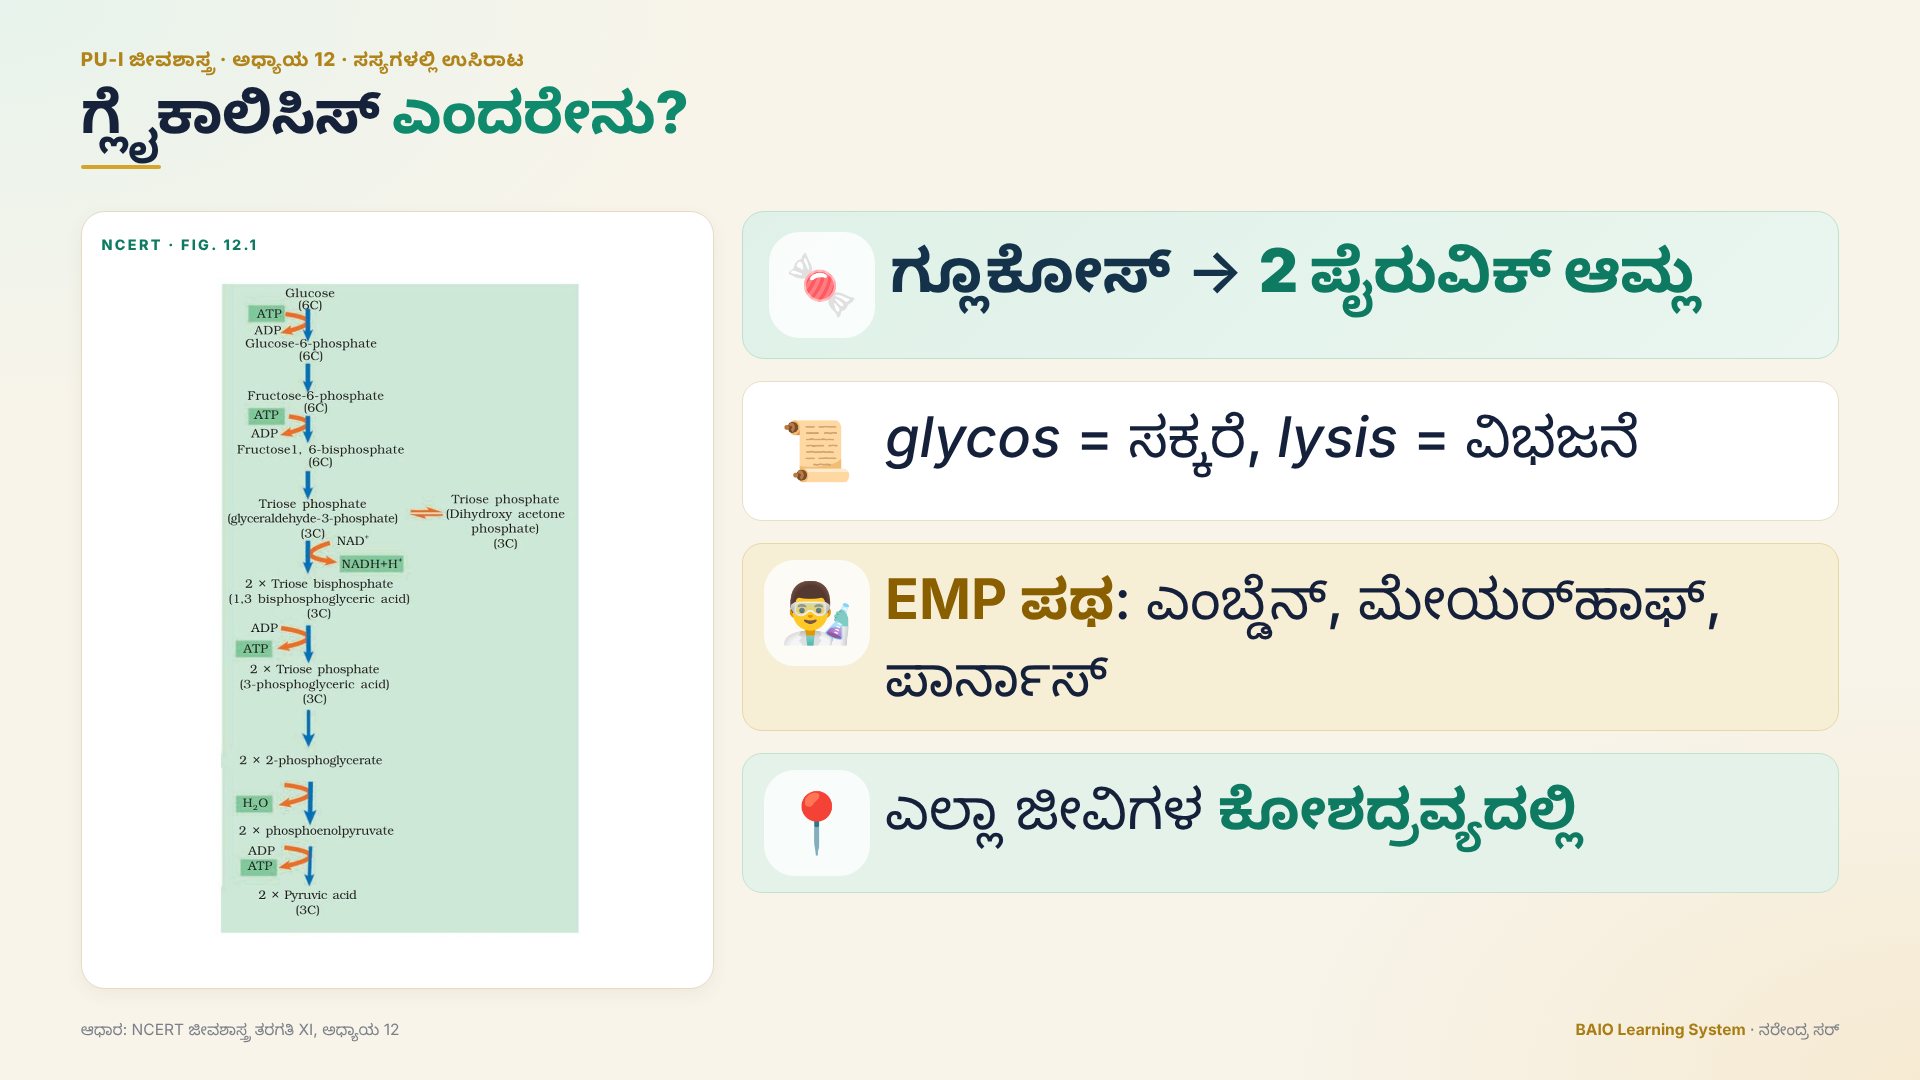 PU-I ಜೀವಶಾಸ್ತ್ರ · ಅಧ್ಯಾಯ 12 · ಸಸ್ಯಗಳಲ್ಲಿ ಉಸಿರಾಟ
ಗ್ಲೈಕಾಲಿಸಿಸ್ ಎಂದರೇನು?
NCERT · FIG. 12.1
Glucose
(6C)
ATP
ADP
Glucose-6-phosphate
(6C)
Fructose-6-phosphate
(6C)
ATP
ADP
Fructose1, 6-bisphosphate
(6C)
Triose phosphate
(glyceraldehyde-3-phosphate)
(3C)
Triose phosphate
(Dihydroxy acetone
phosphate)
(3C)
NAD⁺
NADH+H⁺
2 × Triose bisphosphate
(1,3 bisphosphoglyceric acid)
(3C)
ADP
ATP
2 × Triose phosphate
(3-phosphoglyceric acid)
(3C)
2 × 2-phosphoglycerate
H₂O
2 × phosphoenolpyruvate
ADP
ATP
2 × Pyruvic acid
(3C)
ಗ್ಲೂಕೋಸ್ → 2 ಪೈರುವಿಕ್ ಆಮ್ಲ
glycos = ಸಕ್ಕರೆ, lysis = ವಿಭಜನೆ
EMP ಪಥ: ಎಂಬ್ಡೆನ್, ಮೇಯರ್‌ಹಾಫ್,
ಪಾರ್ನಾಸ್
ಎಲ್ಲಾ ಜೀವಿಗಳ ಕೋಶದ್ರವ್ಯದಲ್ಲಿ
ಆಧಾರ: NCERT ಜೀವಶಾಸ್ತ್ರ ತರಗತಿ XI, ಅಧ್ಯಾಯ 12
BAIO Learning System · ನರೇಂದ್ರ ಸರ್